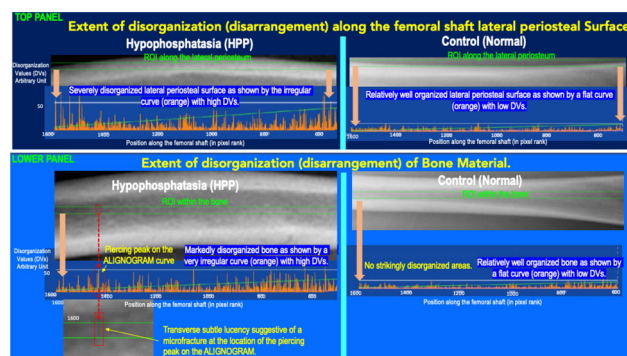 TOP PANEL
Extent of disorganization (disarrangement) along the femoral shaft lateral periosteal Surface
Hypophosphatasia (HPP)
ROI along the lateral periosteum
Disorganization
Values (DVs)
Arbitrary Unit
Severely disorganized lateral periosteal surface as shown by the irregular
curve (orange) with high DVs.
50
1600 1400 1200 1000 800 600
Position along the femoral shaft (in pixel rank)
Control (Normal)
ROI along the lateral periosteum
Relatively well organized lateral periosteal surface as shown by a flat curve
(orange) with low DVs.
50
1600 1400 1200 1000 800 600
Position along the femoral shaft (in pixel rank)
LOWER PANEL
Extent of disorganization (disarrangement) of Bone Material.
Hypophosphatasia (HPP)
ROI within the bone
Disorganization
Values (DVs)
Arbitrary Unit
Piercing peak on the
ALIGNOGRAM curve
Markedly disorganized bone as shown by a
very irregular curve (orange) with high DVs.
50
1600 1400 1200 1000 800 600
Position along the femoral shaft (in pixel rank)
1600
Transverse subtle lucency suggestive of a
microfracture at the location of the piercing
peak on the ALIGNOGRAM.
Control (Normal)
ROI within the bone
No strikingly disorganized areas.
Relatively well organized bone as shown by
a flat curve (orange) with low DVs.
50
1600 1400 1200 800 600
Position along the femoral shaft (in pixel rank)